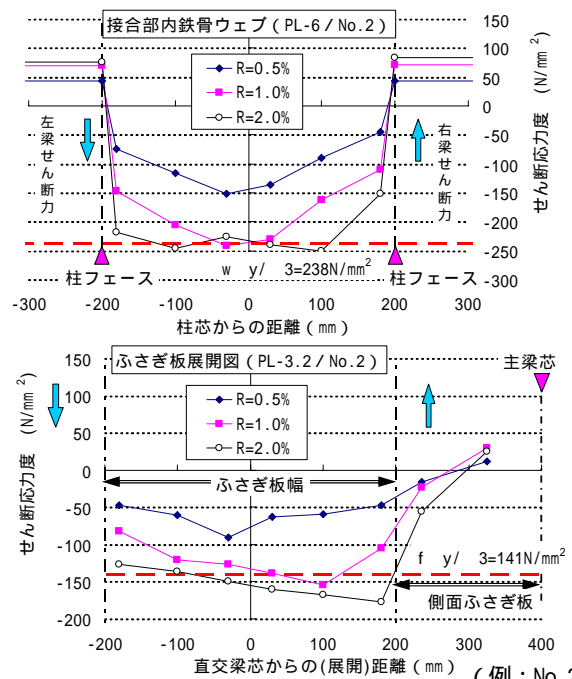 接合部内鉄骨ウェブ(PL-6/No.2)
R=0.5%
R=1.0%
R=2.0%
150
100
50
0
-50
-100
-150
-200
-250
-300
せん断応力度 (N/mm²)
左梁せん断力
右梁せん断力
w y/ 3=238N/mm²
柱フェース
柱フェース
-300 -200 -100 0 100 200 300
柱芯からの距離(mm)
ふさぎ板展開図(PL-3.2/No.2)
主梁芯
R=0.5%
R=1.0%
R=2.0%
150
100
50
0
-50
-100
-150
-200
せん断応力度 (N/mm²)
ふさぎ板幅
f y/ 3=141N/mm²
側面ふさぎ板
-200 -100 0 100 200 300 400
直交梁芯からの(展開)距離(mm)
(例:No.2